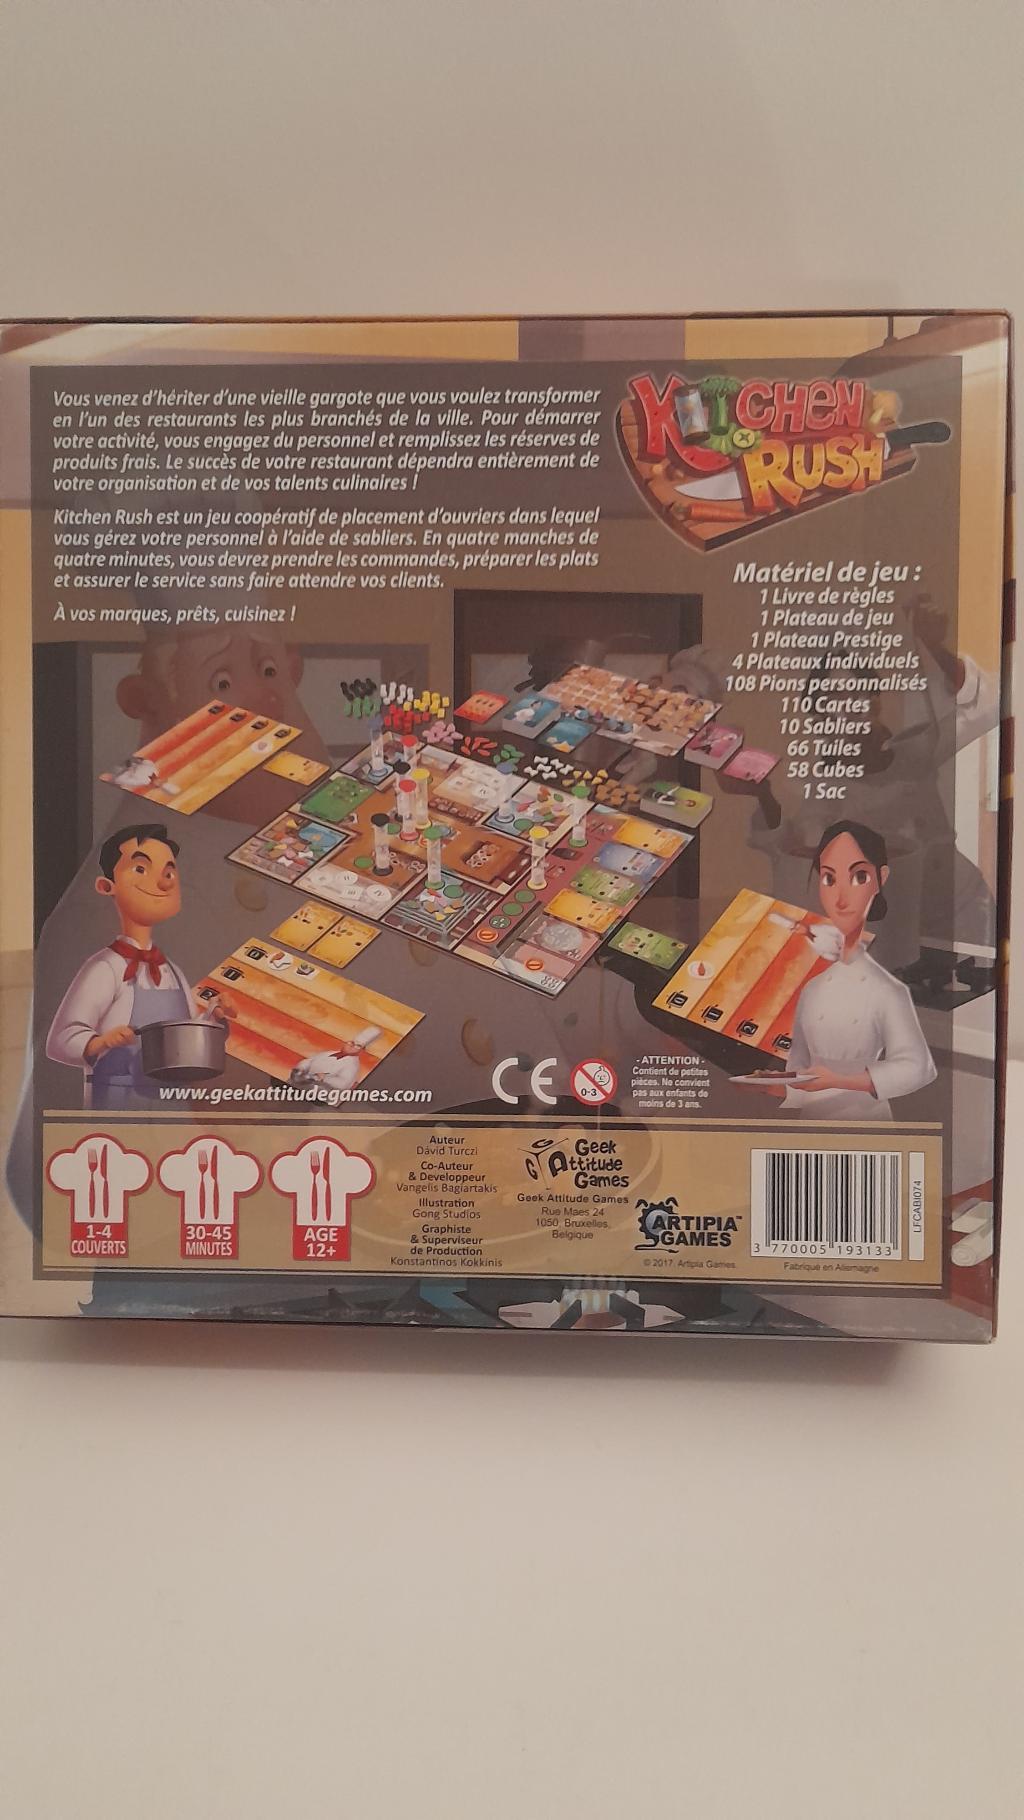 Vous venez d'hériter d'une vieille gargote que vous voulez transformer
en l'un des restaurants les plus branchés de la ville. Pour démarrer
votre activité, vous engagez du personnel et remplissez les réserves de
produits frais. Le succès de votre restaurant dépendra entièrement de
votre organisation et de vos talents culinaires !
Kitchen Rush est un jeu coopératif de placement d'ouvriers dans lequel
vous gérez votre personnel à l'aide de sabliers. En quatre manches de
quatre minutes, vous devrez prendre les commandes, préparer les plats
et assurer le service sans faire attendre vos clients.
À vos marques, prêts, cuisinez !
KITCHEN
RUSH
Matériel de jeu :
1 Livre de règles
1 Plateau de jeu
1 Plateau Prestige
4 Plateaux individuels
108 Pions personnalisés
110 Cartes
10 Sabliers
66 Tuiles
58 Cubes
1 Sac
www.geekattitudegames.com
CE
0-3
- ATTENTION -
Contient de petites
pièces. Ne convient
pas aux enfants de
moins de 3 ans.
1-4
COUVERTS
30-45
MINUTES
AGE
12+
Auteur
Dávid Turczi
Co-Auteur
& Developpeur
Vangelis Bagiartakis
Illustration
Gong Studios
Graphiste
& Superviseur
de Production
Konstantinos Kokkinis
Geek
Attitude
Games
Geek Attitude Games
Rue Maes 24
1050, Bruxelles,
Belgique
ARTIPIA™
GAMES
© 2017. Artipia Games.
3 770005 193133
Fabriqué en Allemagne
LFCABI074